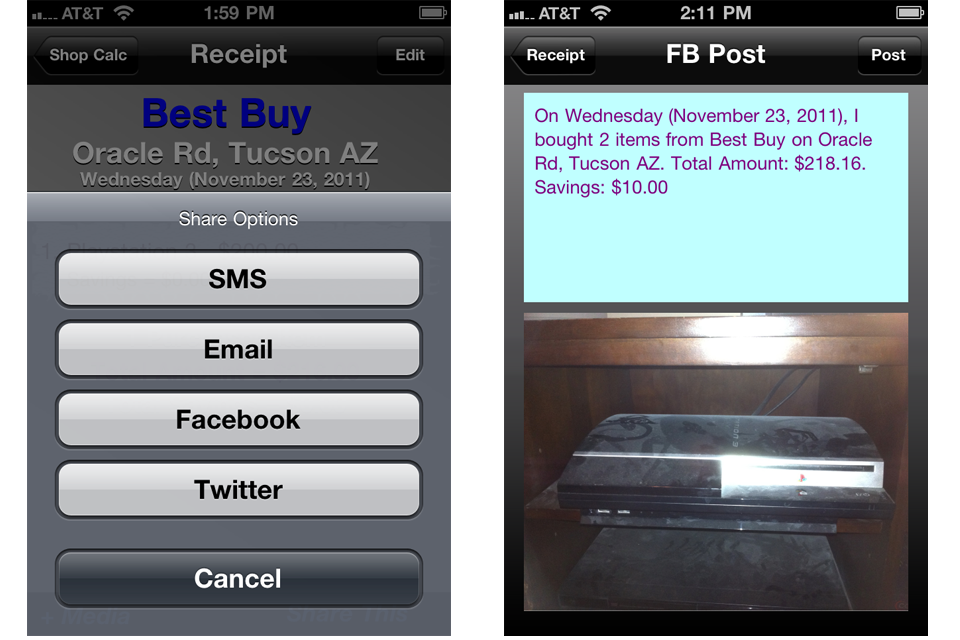 AT&T 1:59 PM
Shop Calc Receipt Edit
Best Buy
Oracle Rd, Tucson AZ
Wednesday (November 23, 2011)
Share Options
SMS
Email
Facebook
Twitter
Cancel
Share This
AT&T 2:11 PM
Receipt FB Post Post
On Wednesday (November 23, 2011), I
bought 2 items from Best Buy on Oracle
Rd, Tucson AZ. Total Amount: $218.16.
Savings: $10.00